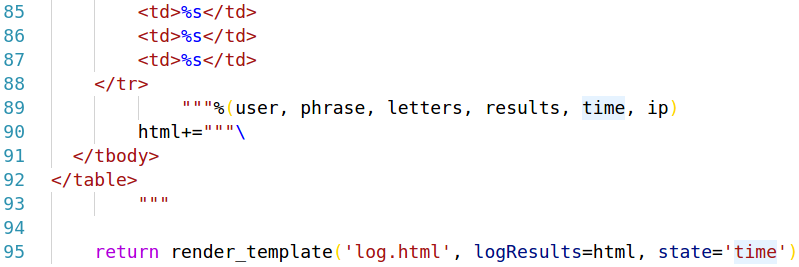 85 <td>%s</td>
86 <td>%s</td>
87 <td>%s</td>
88 </tr>
89 """%(user, phrase, letters, results, time, ip)
90 html+="""\
91 </tbody>
92 </table>
93 """
94
95 return render_template('log.html', logResults=html, state='time')